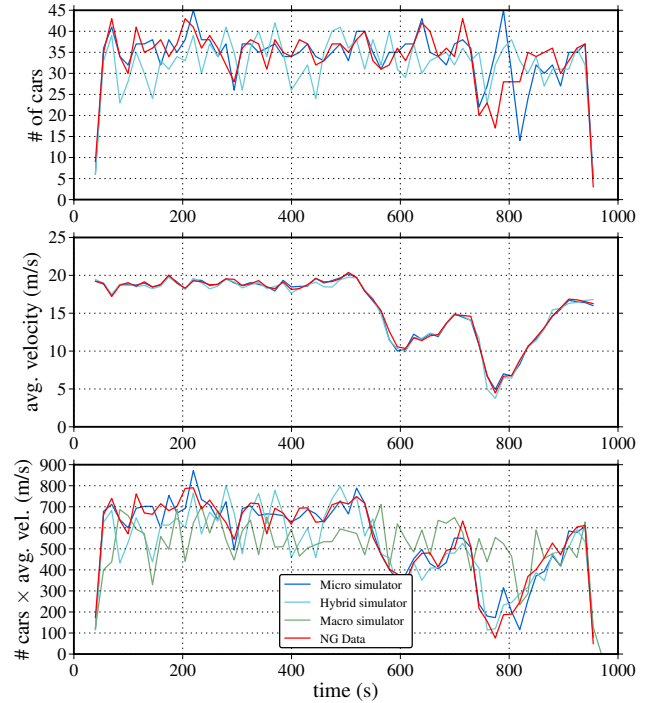 45
40
35
30
25
20
15
10
5
0
# of cars
0 200 400 600 800 1000
25
20
15
10
5
0
avg. velocity (m/s)
0 200 400 600 800 1000
900
800
700
600
500
400
300
200
100
0
# cars × avg. vel. (m/s)
Micro simulator
Hybrid simulator
Macro simulator
NG Data
0 200 400 600 800 1000
time (s)